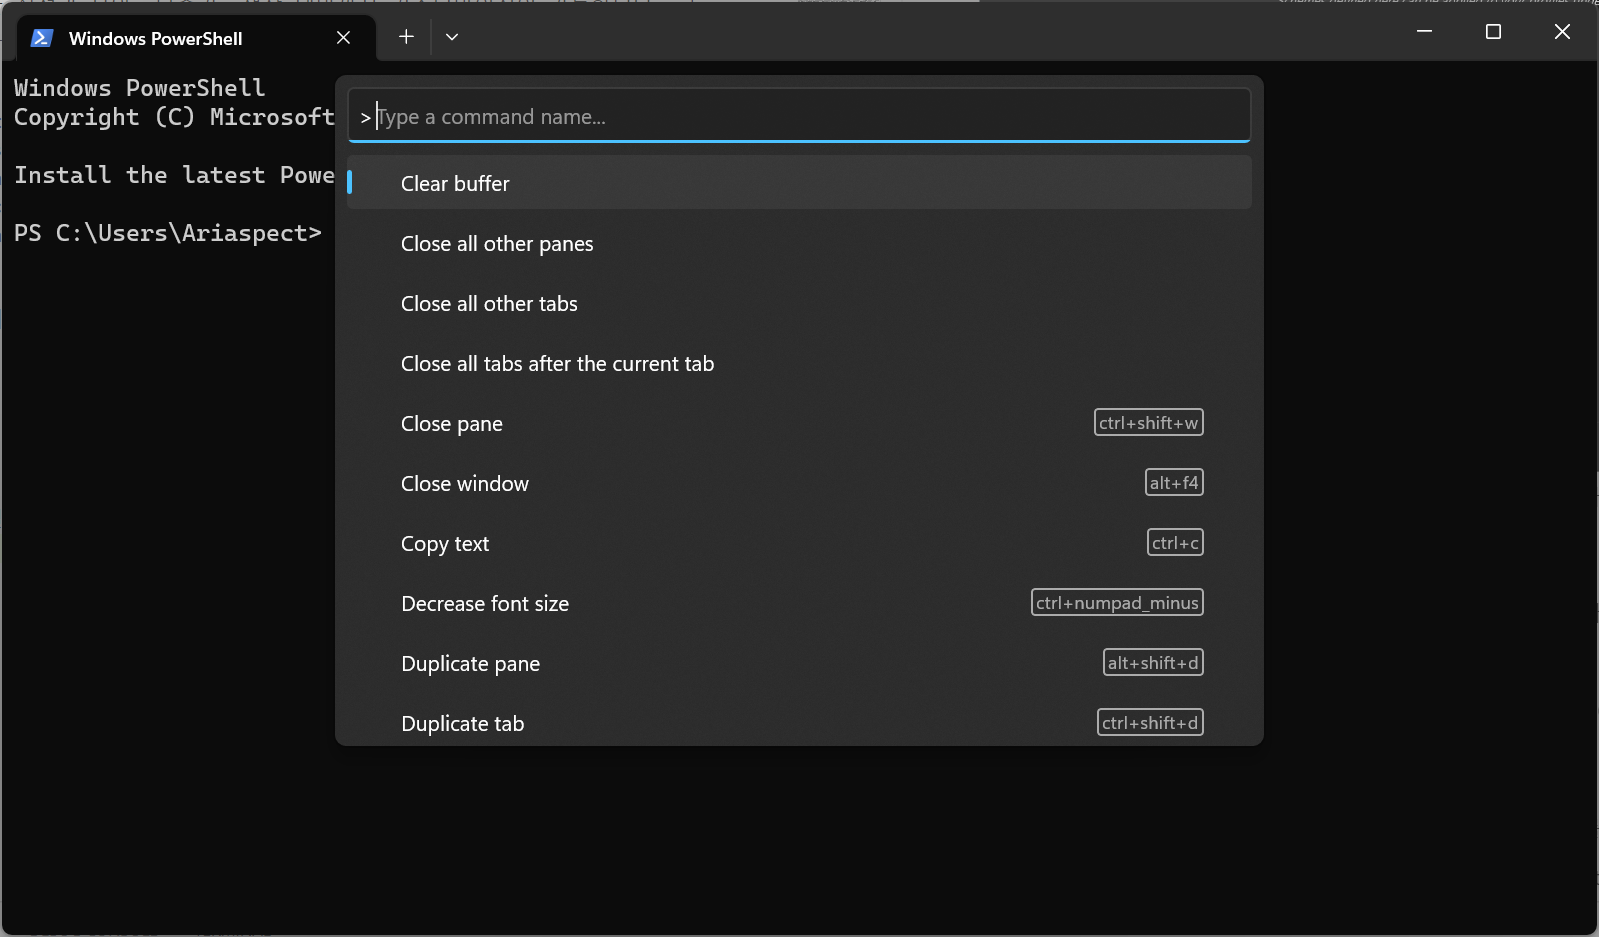 Windows PowerShell
Windows PowerShell
Copyright (C) Microsoft
Install the latest Powe
PS C:\Users\Ariaspect>
> Type a command name...
Clear buffer
Close all other panes
Close all other tabs
Close all tabs after the current tab
Close pane ctrl+shift+w
Close window alt+f4
Copy text ctrl+c
Decrease font size ctrl+numpad_minus
Duplicate pane alt+shift+d
Duplicate tab ctrl+shift+d